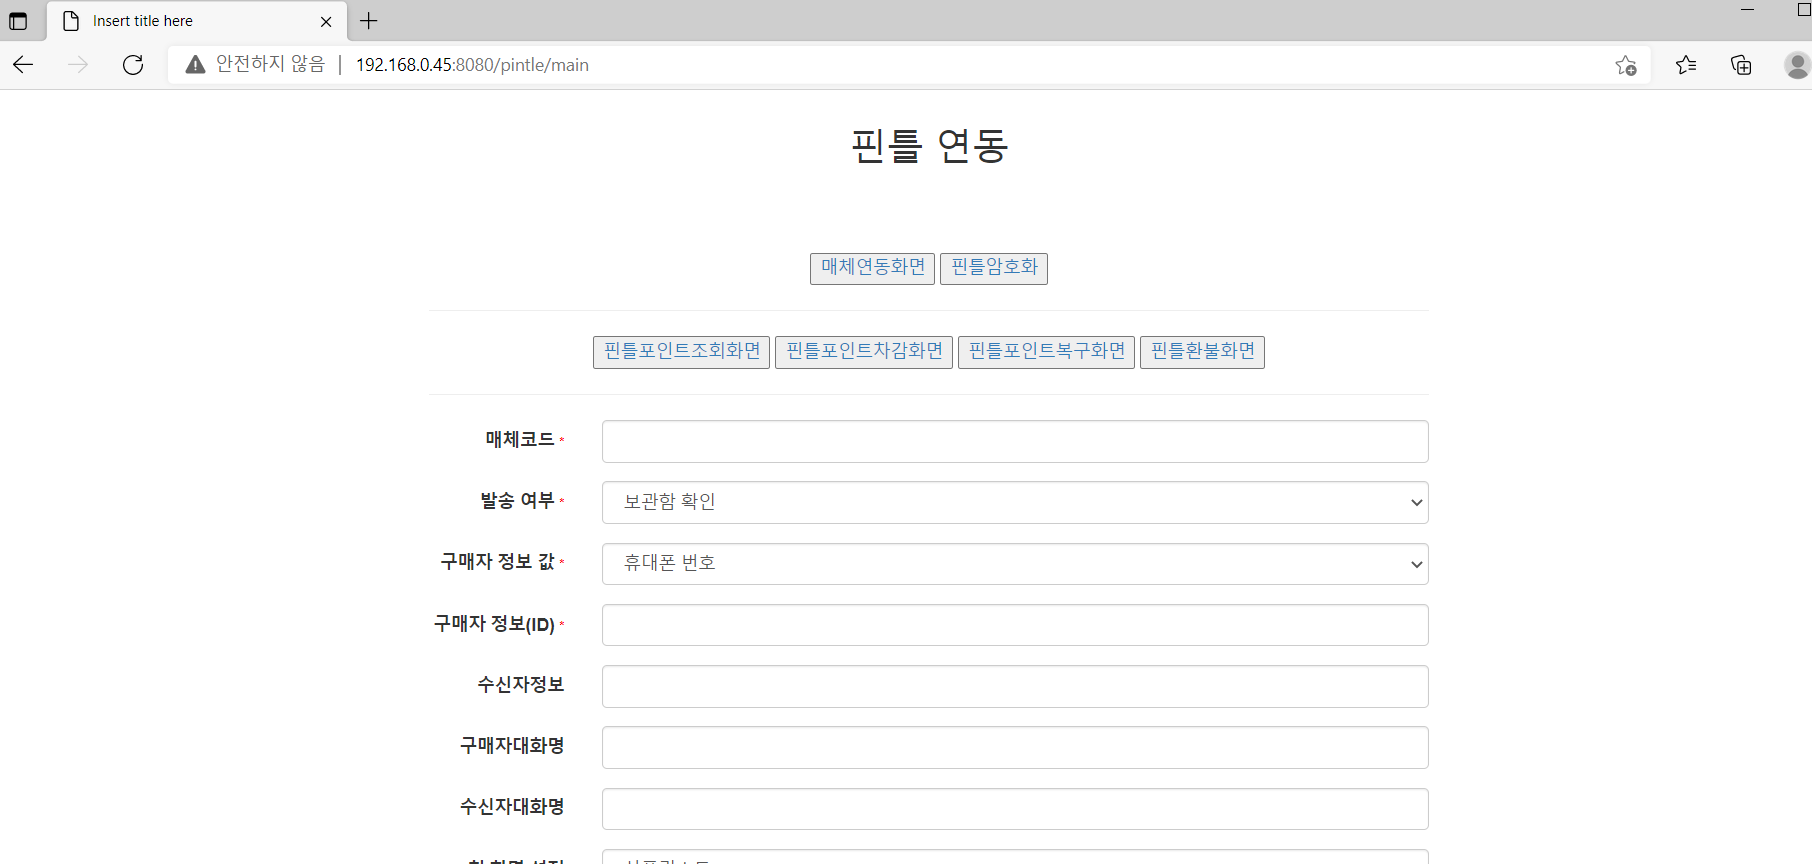 Insert title here
안전하지 않음 | 192.168.0.45:8080/pintle/main
핀틀 연동
매체연동화면 핀틀암호화
핀틀포인트조회화면 핀틀포인트차감화면 핀틀포인트복구화면 핀틀환불화면
매체코드 *
발송 여부 * 보관함 확인
구매자 정보 값 * 휴대폰 번호
구매자 정보(ID) *
수신자정보
구매자대화명
수신자대화명